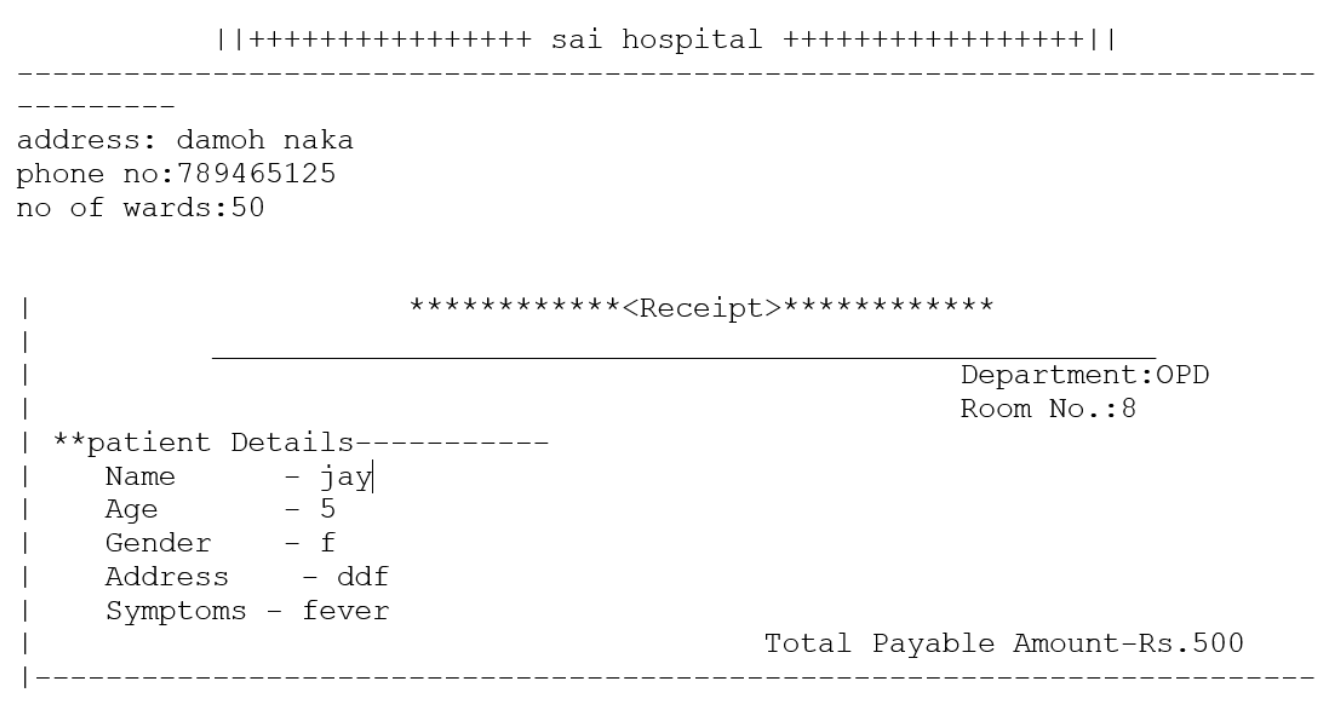 ||++++++++++++++++ sai hospital +++++++++++++++++||
-------------------------------------------------------------------------
---------
address: damoh naka
phone no:789465125
no of wards:50
|                     ************<Receipt>************
|
|                                                    Department:OPD
|                                                    Room No.:8
| **patient Details-----------
|    Name      - jay
|    Age       - 5
|    Gender    - f
|    Address    - ddf
|    Symptoms - fever
|                                         Total Payable Amount-Rs.500
|------------------------------------------------------------------------